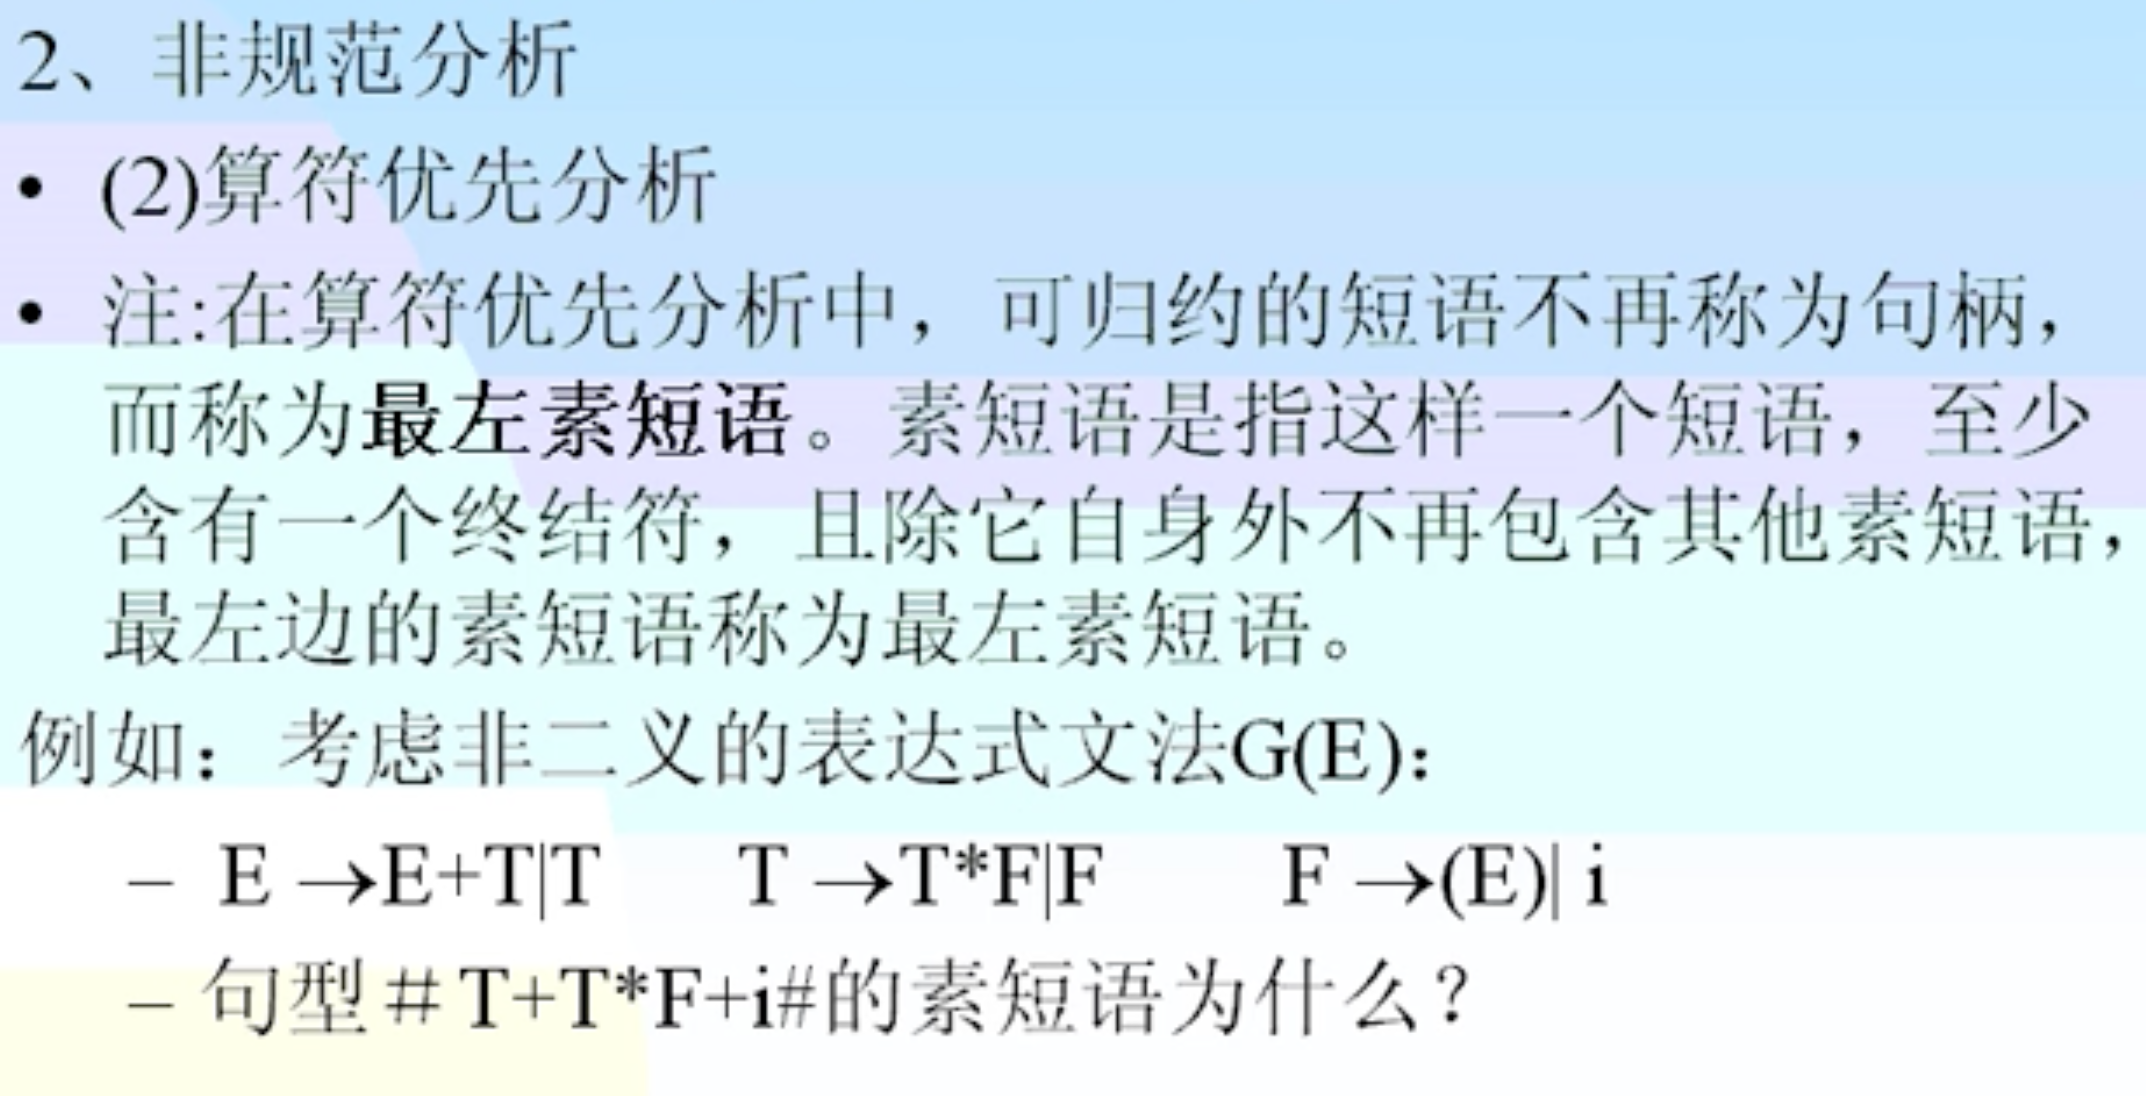 2、非规范分析
• (2)算符优先分析
• 注:在算符优先分析中，可归约的短语不再称为句柄，
而称为最左素短语。素短语是指这样一个短语，至少
含有一个终结符，且除它自身外不再包含其他素短语，
最左边的素短语称为最左素短语。
例如：考虑非二义的表达式文法G(E)：
– E →E+T|T T →T*F|F F →(E)| i
– 句型＃T+T*F+i#的素短语为什么？